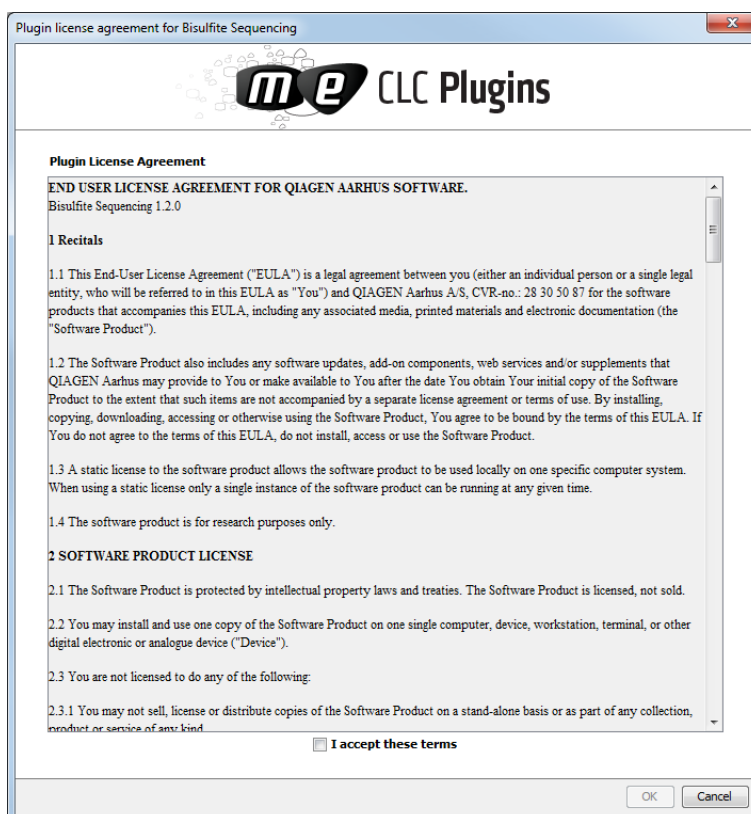 Plugin license agreement for Bisulfite Sequencing
me CLC Plugins
Plugin License Agreement
END USER LICENSE AGREEMENT FOR QIAGEN AARHUS SOFTWARE.
Bisulfite Sequencing 1.2.0
1 Recitals
1.1 This End-User License Agreement ("EULA") is a legal agreement between you (either an individual person or a single legal
entity, who will be referred to in this EULA as "You") and QIAGEN Aarhus A/S, CVR-no.: 28 30 50 87 for the software
products that accompanies this EULA, including any associated media, printed materials and electronic documentation (the
"Software Product").
1.2 The Software Product also includes any software updates, add-on components, web services and/or supplements that
QIAGEN Aarhus may provide to You or make available to You after the date You obtain Your initial copy of the Software
Product to the extent that such items are not accompanied by a separate license agreement or terms of use. By installing,
copying, downloading, accessing or otherwise using the Software Product, You agree to be bound by the terms of this EULA. If
You do not agree to the terms of this EULA, do not install, access or use the Software Product.
1.3 A static license to the software product allows the software product to be used locally on one specific computer system.
When using a static license only a single instance of the software product can be running at any given time.
1.4 The software product is for research purposes only.
2 SOFTWARE PRODUCT LICENSE
2.1 The Software Product is protected by intellectual property laws and treaties. The Software Product is licensed, not sold.
2.2 You may install and use one copy of the Software Product on one single computer, device, workstation, terminal, or other
digital electronic or analogue device ("Device").
2.3 You are not licensed to do any of the following:
2.3.1 You may not sell, license or distribute copies of the Software Product on a stand-alone basis or as part of any collection,
product or service of any kind
I accept these terms
OK Cancel